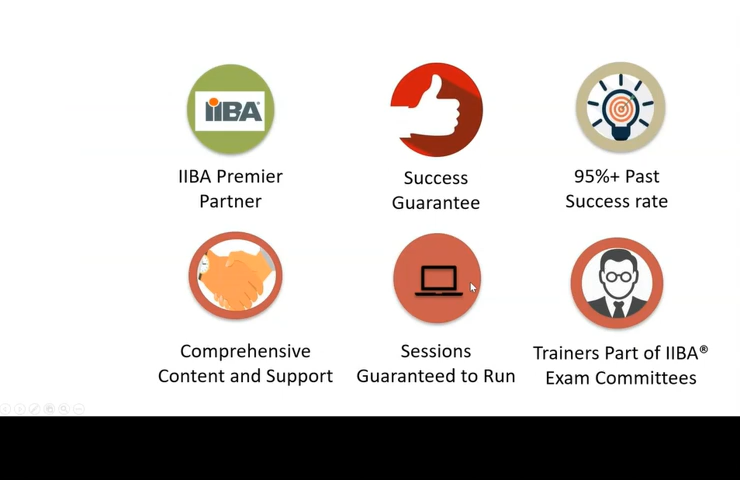 iiBA®
IIBA Premier
Partner
Success
Guarantee
95%+ Past
Success rate
Comprehensive
Content and Support
Sessions
Guaranteed to Run
Trainers Part of IIBA®
Exam Committees